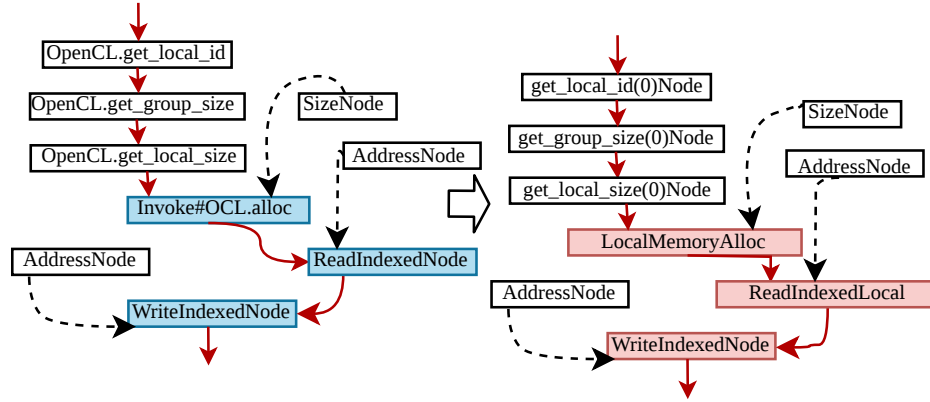 OpenCL.get_local_id
OpenCL.get_group_size
SizeNode
OpenCL.get_local_size
AddressNode
Invoke#OCL.alloc
AddressNode
ReadIndexedNode
WriteIndexedNode
get_local_id(0)Node
SizeNode
get_group_size(0)Node
AddressNode
get_local_size(0)Node
LocalMemoryAlloc
AddressNode
ReadIndexedLocal
WriteIndexedNode